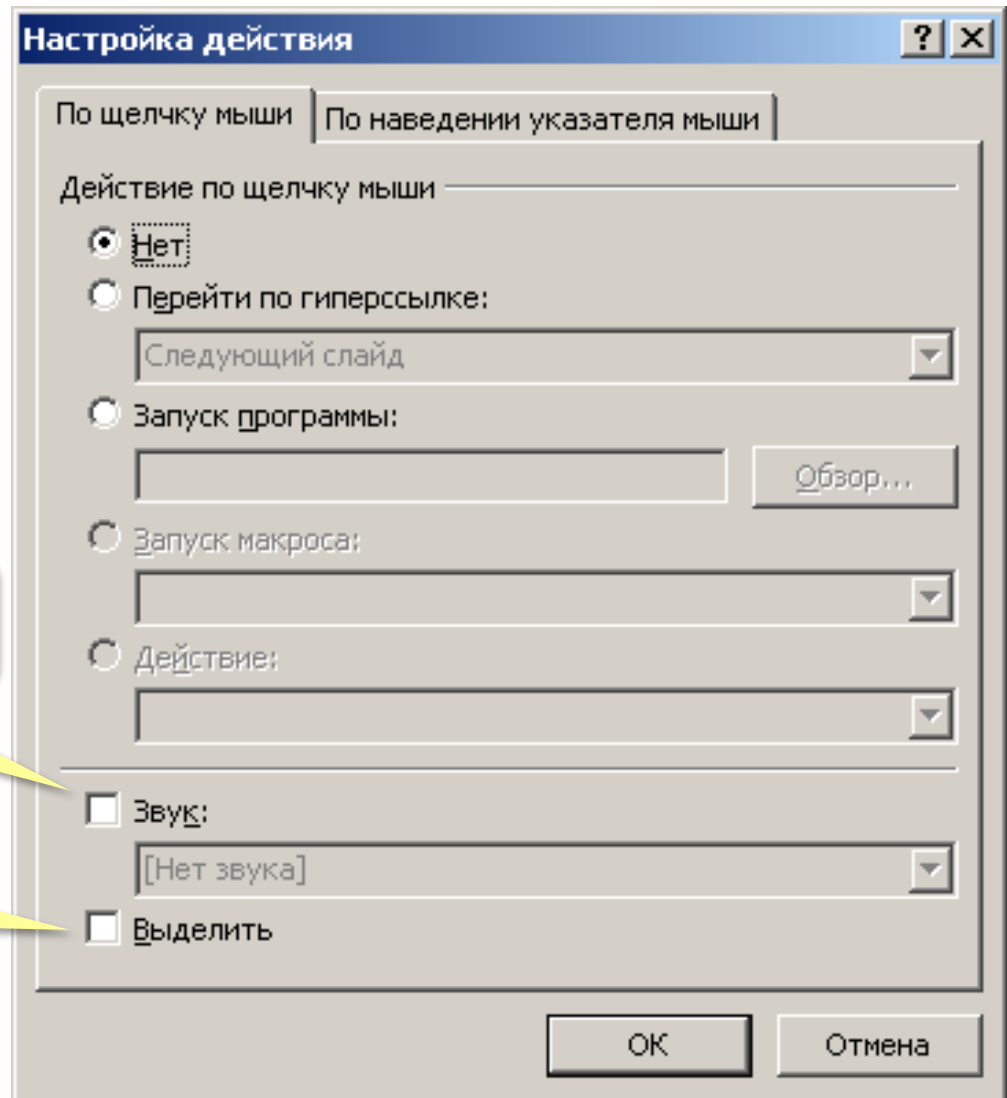 Настройка действия
По щелчку мыши По наведении указателя мыши
Действие по щелчку мыши
Нет
Перейти по гиперссылке:
Следующий слайд
Запуск программы:
Обзор...
Запуск макроса:
Действие:
Звук:
[Нет звука]
Выделить
ОК Отмена